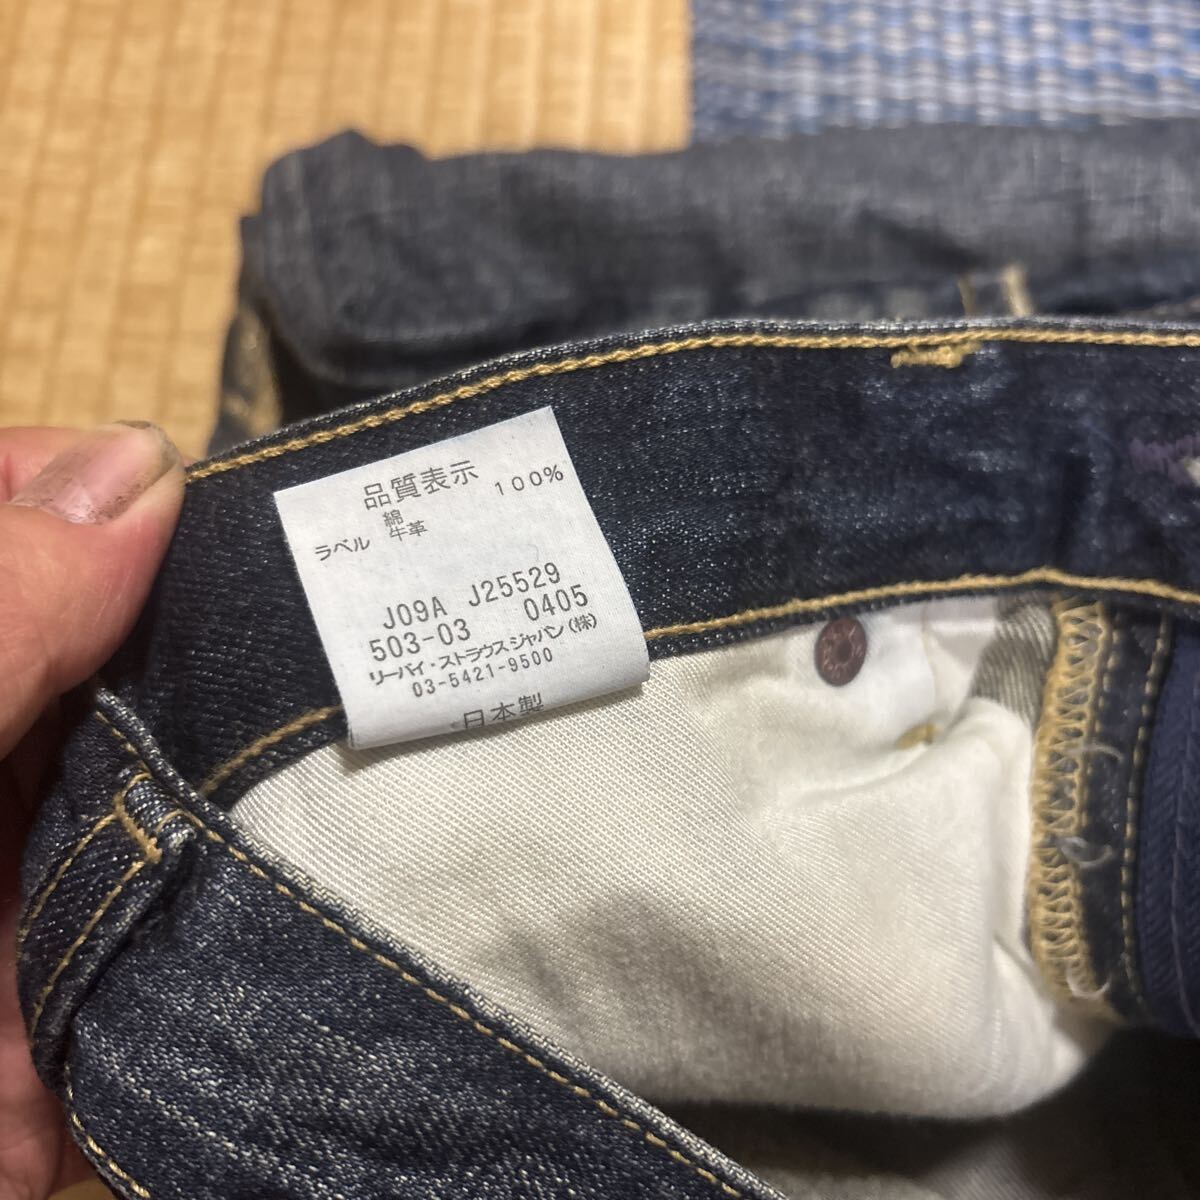 品質表示
綿 100%
ラベル 牛革
J09A J25529
503-03 0405
リーバイ・ストラウスジャパン(株)
03-5421-9500
日本製